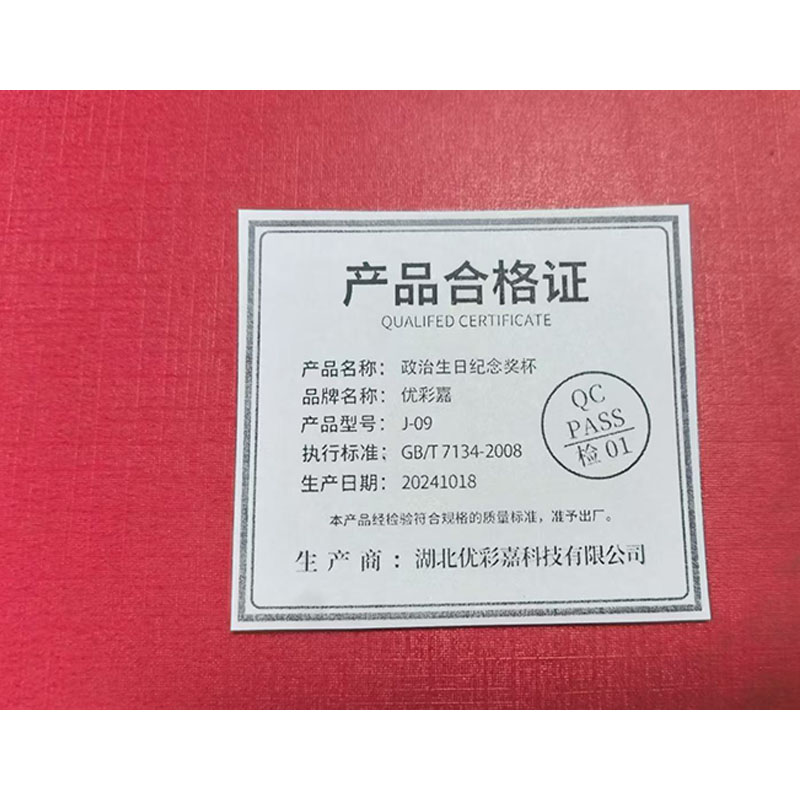 产品合格证
QUALIFED CERTIFICATE
产品名称：政治生日纪念奖杯
品牌名称：优彩嘉
产品型号：J-09
执行标准：GB/T 7134-2008
生产日期：20241018
QC
PASS
检 01
本产品经检验符合规格的质量标准，准予出厂。
生产商：湖北优彩嘉科技有限公司